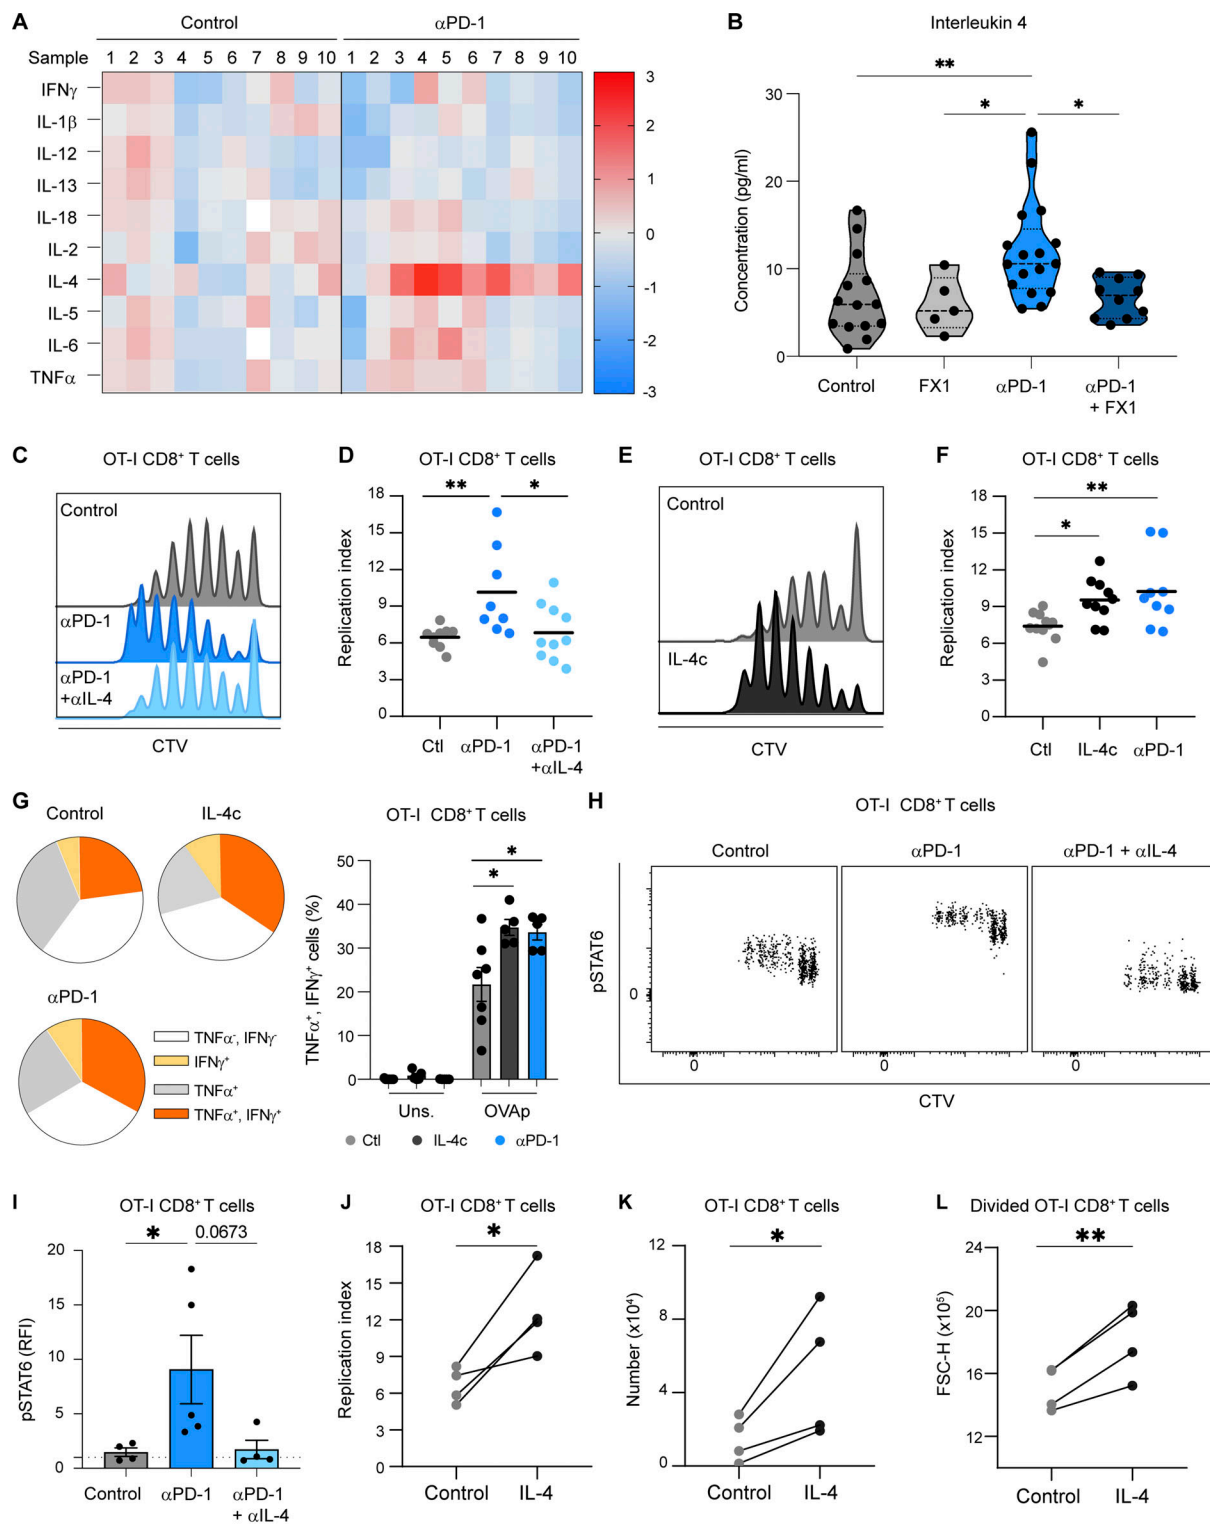 A
Control
αPD-1
Sample
1 2 3 4 5 6 7 8 9 10
1 2 3 4 5 6 7 8 9 10
IFNγ
IL-1β
IL-12
IL-13
IL-18
IL-2
IL-4
IL-5
IL-6
TNFα
3
2
1
0
-1
-2
-3
B
Interleukin 4
**
*
*
Concentration (pg/ml)
30
20
10
0
Control
FX1
αPD-1
αPD-1
+ FX1
C
OT-I CD8+ T cells
Control
αPD-1
αPD-1
+αIL-4
CTV
D
OT-I CD8+ T cells
**
*
Replication index
18
15
12
9
6
3
0
Ctl
αPD-1
αPD-1
+αIL-4
E
OT-I CD8+ T cells
Control
IL-4c
CTV
F
OT-I CD8+ T cells
**
*
Replication index
18
15
12
9
6
3
0
Ctl
IL-4c
αPD-1
G
Control
IL-4c
αPD-1
TNFα-, IFNγ-
IFNγ+
TNFα+
TNFα+, IFNγ+
OT-I CD8+ T cells
*
*
TNFα+, IFNγ+ cells (%)
50
40
30
20
10
0
Uns.
OVAp
Ctl
IL-4c
αPD-1
H
OT-I CD8+ T cells
Control
αPD-1
αPD-1 + αIL-4
pSTAT6
0
0
0
0
CTV
I
OT-I CD8+ T cells
*
0.0673
pSTAT6 (RFI)
20
15
10
5
0
Control
αPD-1
αPD-1
+ αIL-4
J
OT-I CD8+ T cells
*
Replication index
18
15
12
9
6
3
0
Control
IL-4
K
OT-I CD8+ T cells
*
Number (x10⁴)
12
8
4
0
Control
IL-4
L
Divided OT-I CD8+ T cells
**
FSC-H (x10⁵)
24
20
16
12
Control
IL-4